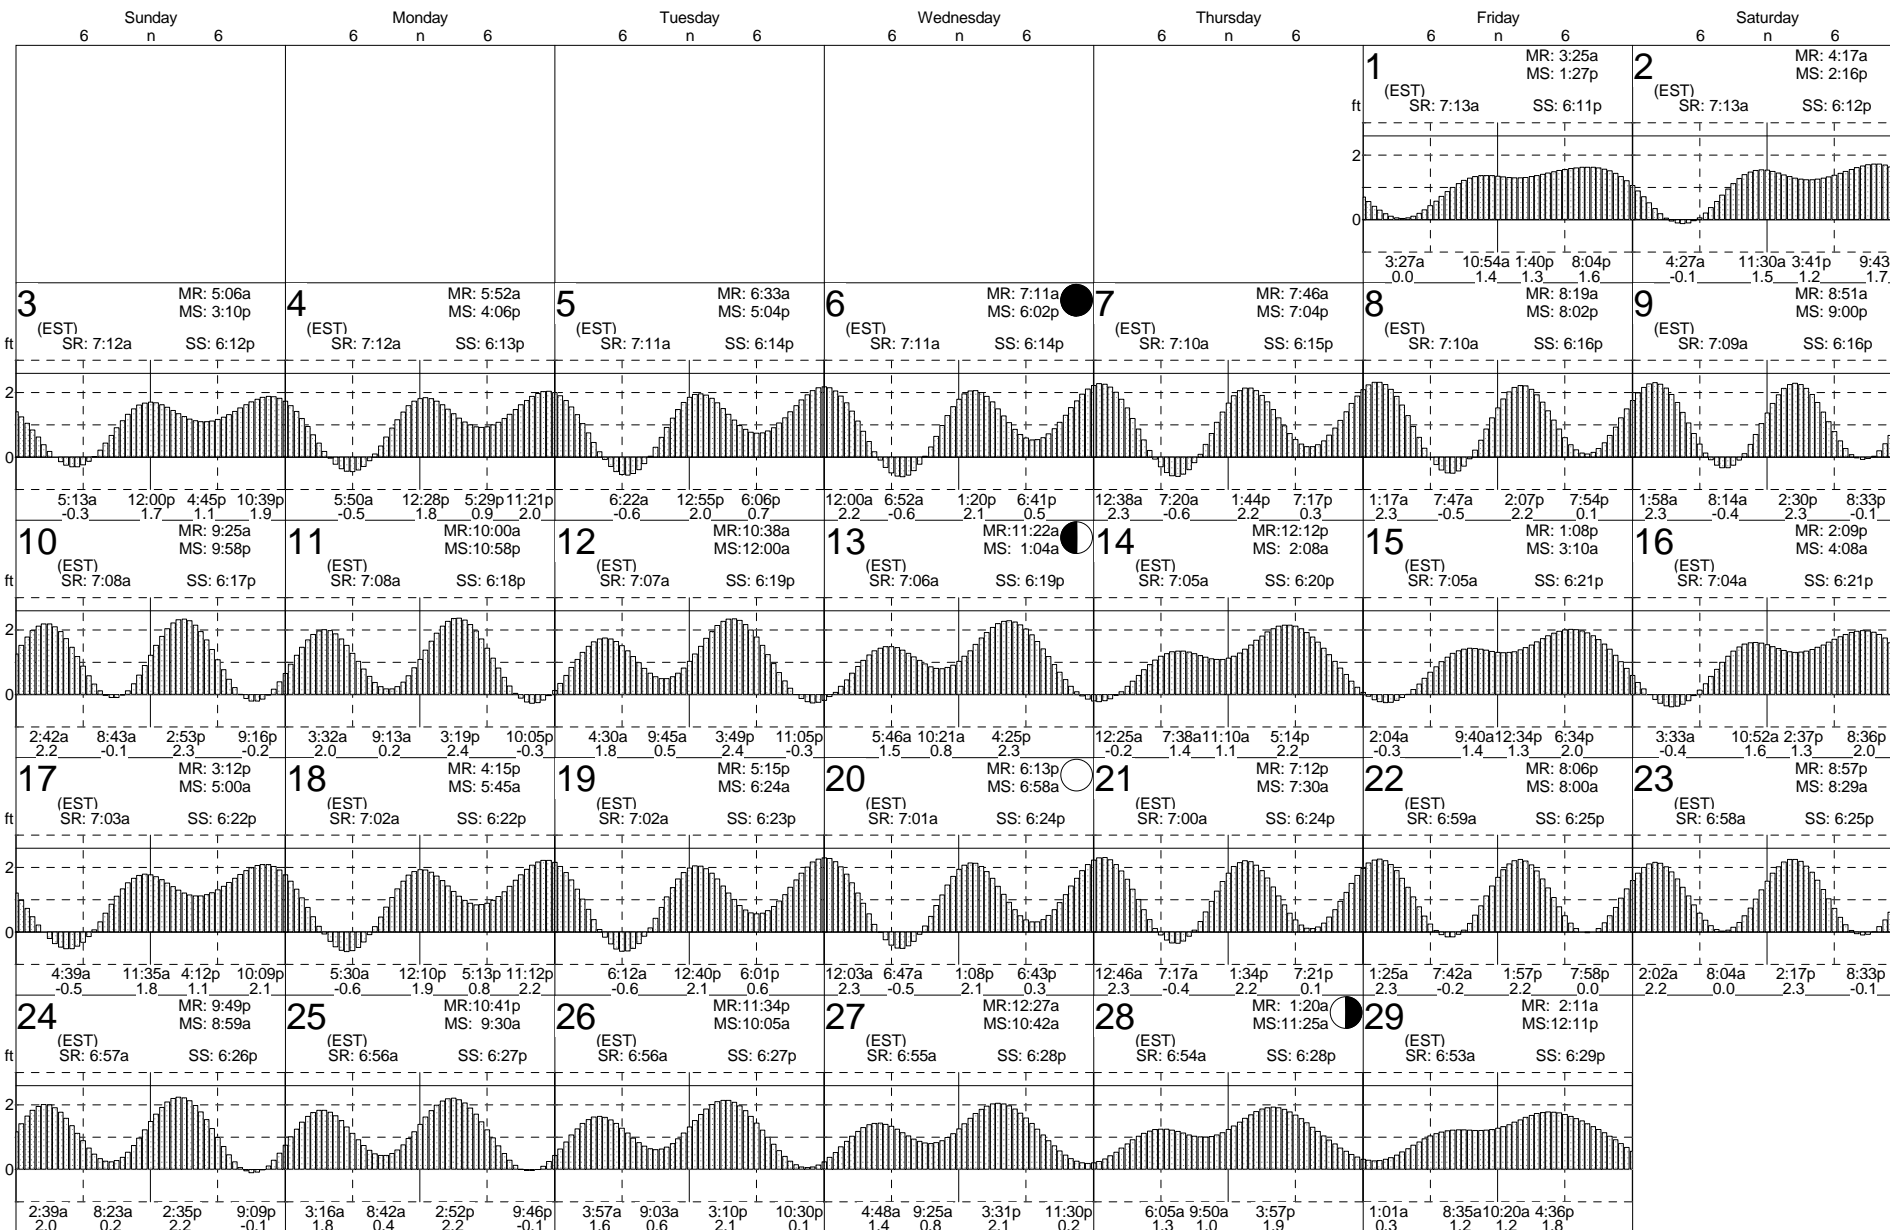 Sunday Monday Tuesday Wednesday Thursday Friday Saturday
6 n 6 6 n 6 6 n 6 6 n 6 6 n 6 6 n 6 6 n 6
1 MR: 3:25a 2 MR: 4:17a
MS: 1:27p MS: 2:16p
(EST) (EST)
ft SR: 7:13a SS: 6:11p SR: 7:13a SS: 6:12p
2
0
3:27a 10:54a 1:40p 8:04p 4:27a 11:30a 3:41p 9:43
0.0 1.4 1.3 1.6 -0.1 1.5 1.2 1.7
3 MR: 5:06a 4 MR: 5:52a 5 MR: 6:33a 6 MR: 7:11a 7 MR: 7:46a 8 MR: 8:19a 9 MR: 8:51a
MS: 3:10p MS: 4:06p MS: 5:04p MS: 6:02p MS: 7:04p MS: 8:02p MS: 9:00p
(EST) (EST) (EST) (EST) (EST) (EST) (EST)
ft SR: 7:12a SS: 6:12p SR: 7:12a SS: 6:13p SR: 7:11a SS: 6:14p SR: 7:11a SS: 6:14p SR: 7:10a SS: 6:15p SR: 7:10a SS: 6:16p SR: 7:09a SS: 6:16p
2
0
5:13a 12:00p 4:45p 10:39p 5:50a 12:28p 5:29p 11:21p 6:22a 12:55p 6:06p 12:00a 6:52a 1:20p 6:41p 12:38a 7:20a 1:44p 7:17p 1:17a 7:47a 2:07p 7:54p 1:58a 8:14a 2:30p 8:33p
-0.3 1.7 1.1 1.9 -0.5 1.8 0.9 2.0 -0.6 2.0 0.7 2.2 -0.6 2.1 0.5 2.3 -0.6 2.2 0.3 2.3 -0.5 2.2 0.1 2.3 -0.4 2.3 -0.1
10 MR: 9:25a 11 MR:10:00a 12 MR:10:38a 13 MR:11:22a 14 MR:12:12p 15 MR: 1:08p 16 MR: 2:09p
MS: 9:58p MS:10:58p MS:12:00a MS: 1:04a MS: 2:08a MS: 3:10a MS: 4:08a
(EST) (EST) (EST) (EST) (EST) (EST) (EST)
ft SR: 7:08a SS: 6:17p SR: 7:08a SS: 6:18p SR: 7:07a SS: 6:19p SR: 7:06a SS: 6:19p SR: 7:05a SS: 6:20p SR: 7:05a SS: 6:21p SR: 7:04a SS: 6:21p
2
0
2:42a 8:43a 2:53p 9:16p 3:32a 9:13a 3:19p 10:05p 4:30a 9:45a 3:49p 11:05p 5:46a 10:21a 4:25p 12:25a 7:38a 11:10a 5:14p 2:04a 9:40a 12:34p 6:34p 3:33a 10:52a 2:37p 8:36p
2.2 -0.1 2.3 -0.2 2.0 0.2 2.4 -0.3 1.8 0.5 2.4 -0.3 1.5 0.8 2.3 -0.2 1.4 1.1 2.2 -0.3 1.4 1.3 2.0 -0.4 1.6 1.3 2.0
17 MR: 3:12p 18 MR: 4:15p 19 MR: 5:15p 20 MR: 6:13p 21 MR: 7:12p 22 MR: 8:06p 23 MR: 8:57p
MS: 5:00a MS: 5:45a MS: 6:24a MS: 6:58a MS: 7:30a MS: 8:00a MS: 8:29a
(EST) (EST) (EST) (EST) (EST) (EST) (EST)
ft SR: 7:03a SS: 6:22p SR: 7:02a SS: 6:22p SR: 7:02a SS: 6:23p SR: 7:01a SS: 6:24p SR: 7:00a SS: 6:24p SR: 6:59a SS: 6:25p SR: 6:58a SS: 6:25p
2
0
4:39a 11:35a 4:12p 10:09p 5:30a 12:10p 5:13p 11:12p 6:12a 12:40p 6:01p 12:03a 6:47a 1:08p 6:43p 12:46a 7:17a 1:34p 7:21p 1:25a 7:42a 1:57p 7:58p 2:02a 8:04a 2:17p 8:33p
-0.5 1.8 1.1 2.1 -0.6 1.9 0.8 2.2 -0.6 2.1 0.6 2.3 -0.5 2.1 0.3 2.3 -0.4 2.2 0.1 2.3 -0.2 2.2 0.0 2.2 0.0 2.3 -0.1
24 MR: 9:49p 25 MR:10:41p 26 MR:11:34p 27 MR:12:27a 28 MR: 1:20a 29 MR: 2:11a
MS: 8:59a MS: 9:30a MS:10:05a MS:10:42a MS:11:25a MS:12:11p
(EST) (EST) (EST) (EST) (EST) (EST)
ft SR: 6:57a SS: 6:26p SR: 6:56a SS: 6:27p SR: 6:56a SS: 6:27p SR: 6:55a SS: 6:28p SR: 6:54a SS: 6:28p SR: 6:53a SS: 6:29p
2
0
2:39a 8:23a 2:35p 9:09p 3:16a 8:42a 2:52p 9:46p 3:57a 9:03a 3:10p 10:30p 4:48a 9:25a 3:31p 11:30p 6:05a 9:50a 3:57p 1:01a 8:35a 10:20a 4:36p
2.0 0.2 2.2 -0.1 1.8 0.4 2.2 -0.1 1.6 0.6 2.1 0.1 1.4 0.8 2.1 0.2 1.3 1.0 1.9 0.3 1.2 1.2 1.8